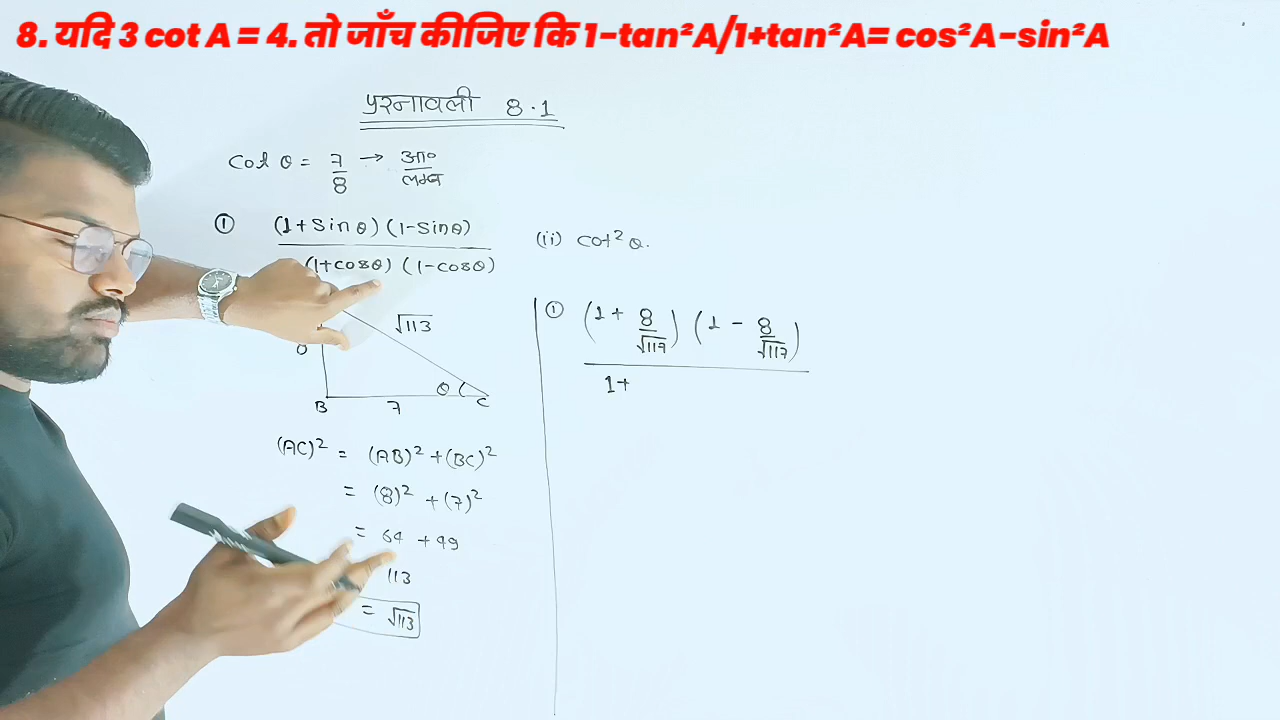 8. यदि 3 cot A = 4. तो जाँच कीजिए कि 1-tan²A/1+tan²A= cos²A-sin²A
प्रश्नावली 8.1
Cot θ = 7/8 → आ०/लम्ब
① (1+sinθ)(1-sinθ)
(1+cosθ)(1-cosθ)
(ii) cot²θ.
√113
θ C
B 7
(AC)² = (AB)²+(BC)²
= (8)²+(7)²
= 64 +49
113
= √113
① (1+ 8/√117) (1 - 8/√117)
1+